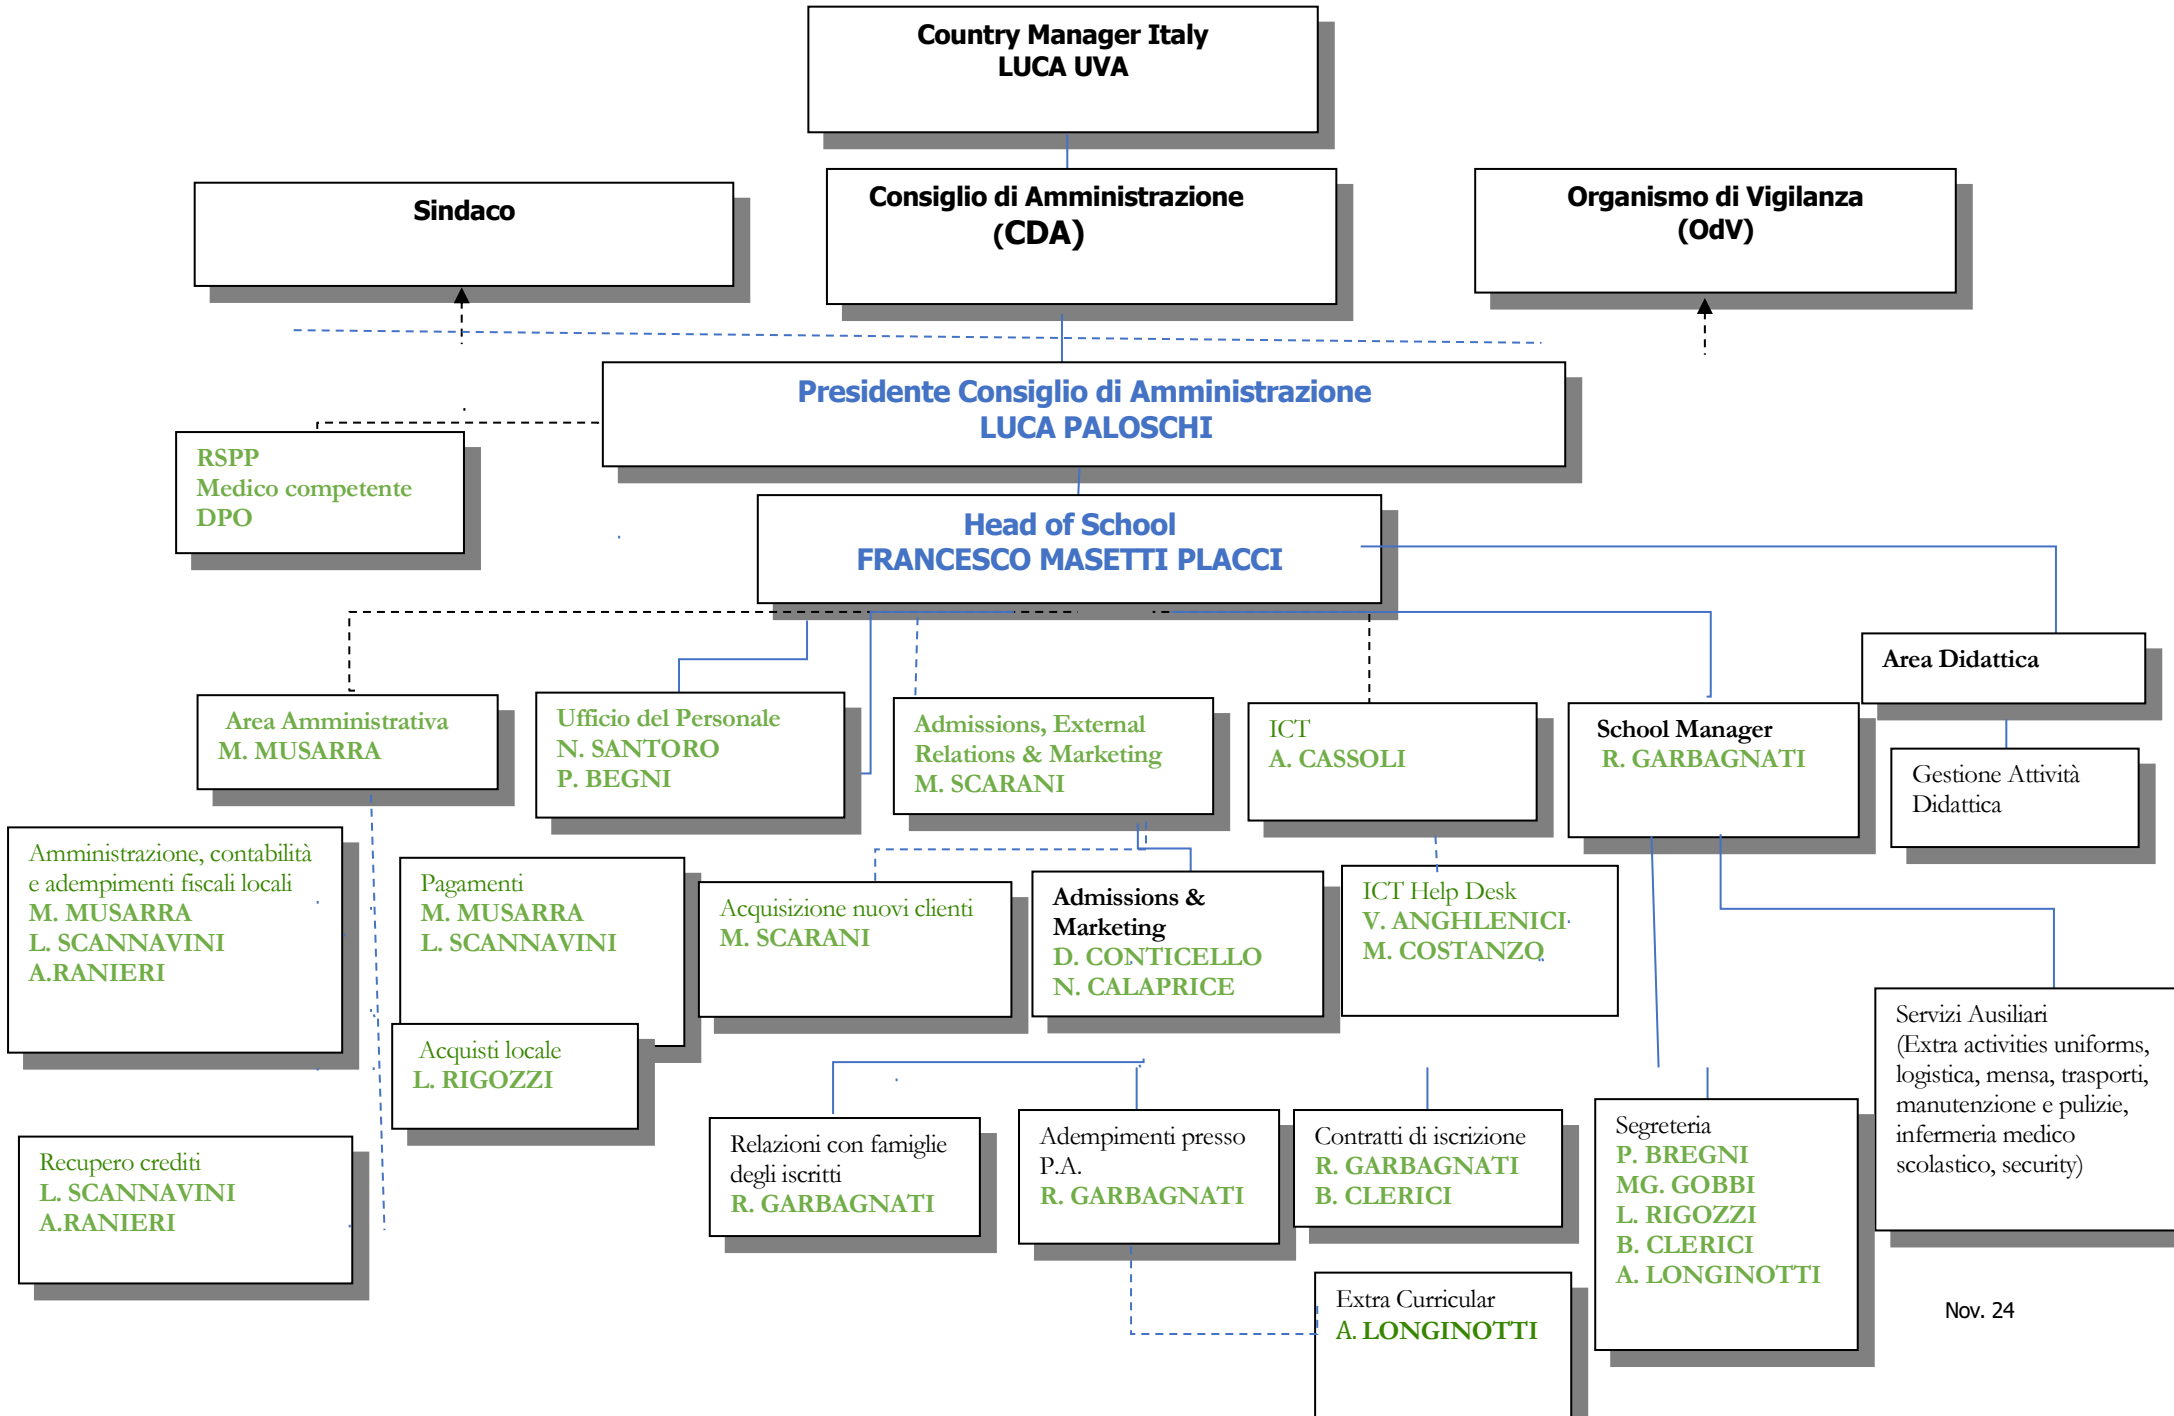 Country Manager Italy
LUCA UVA
Sindaco
Consiglio di Amministrazione
(CDA)
Organismo di Vigilanza
(OdV)
Presidente Consiglio di Amministrazione
LUCA PALOSCHI
RSPP
Medico competente
DPO
Head of School
FRANCESCO MASETTI PLACCI
Area Didattica
Area Amministrativa
M. MUSARRA
Ufficio del Personale
N. SANTORO
P. BEGNI
Admissions, External
Relations & Marketing
M. SCARANI
ICT
A. CASSOLI
School Manager
R. GARBAGNATI
Gestione Attività
Didattica
Amministrazione, contabilità
e adempimenti fiscali locali
M. MUSARRA
L. SCANNAVINI
A.RANIERI
Pagamenti
M. MUSARRA
L. SCANNAVINI
Acquisizione nuovi clienti
M. SCARANI
Admissions &
Marketing
D. CONTICELLO
N. CALAPRICE
ICT Help Desk
V. ANGHLENICI
M. COSTANZO
Servizi Ausiliari
(Extra activities uniforms,
logistica, mensa, trasporti,
manutenzione e pulizie,
infermeria medico
scolastico, security)
Acquisti locale
L. RIGOZZI
Recupero crediti
L. SCANNAVINI
A.RANIERI
Relazioni con famiglie
degli iscritti
R. GARBAGNATI
Adempimenti presso
P.A.
R. GARBAGNATI
Contratti di iscrizione
R. GARBAGNATI
B. CLERICI
Segreteria
P. BREGNI
MG. GOBBI
L. RIGOZZI
B. CLERICI
A. LONGINOTTI
Extra Curricular
A. LONGINOTTI
Nov. 24